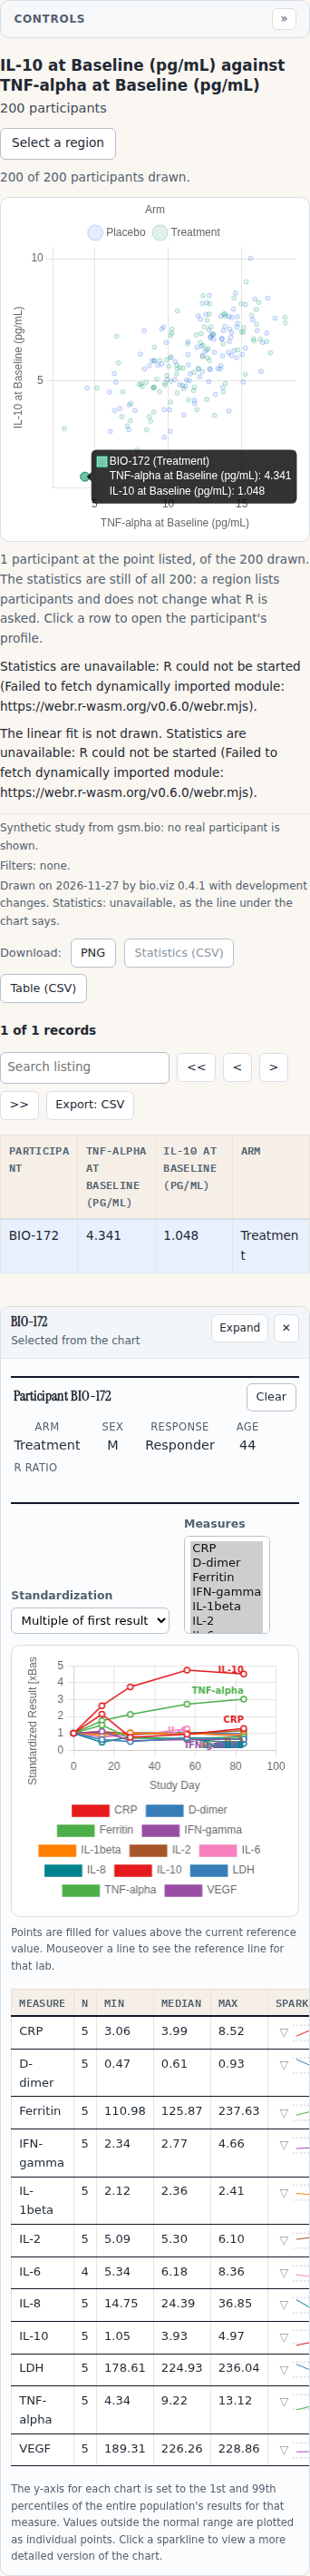 CONTROLS
»
IL-10 at Baseline (pg/mL) against
TNF-alpha at Baseline (pg/mL)
200 participants
Select a region
200 of 200 participants drawn.
Arm
Placebo
Treatment
10
5
IL-10 at Baseline (pg/mL)
BIO-172 (Treatment)
TNF-alpha at Baseline (pg/mL): 4.341
IL-10 at Baseline (pg/mL): 1.048
5
10
15
TNF-alpha at Baseline (pg/mL)
1 participant at the point listed, of the 200 drawn.
The statistics are still of all 200: a region lists
participants and does not change what R is
asked. Click a row to open the participant's
profile.
Statistics are unavailable: R could not be started
(Failed to fetch dynamically imported module:
https://webr.r-wasm.org/v0.6.0/webr.mjs).
The linear fit is not drawn. Statistics are
unavailable: R could not be started (Failed to
fetch dynamically imported module:
https://webr.r-wasm.org/v0.6.0/webr.mjs).
Synthetic study from gsm.bio: no real participant is
shown.
Filters: none.
Drawn on 2026-11-27 by bio.viz 0.4.1 with development
changes. Statistics: unavailable, as the line under the
chart says.
Download:
PNG
Statistics (CSV)
Table (CSV)
1 of 1 records
Search listing
<<
<
>
>>
Export: CSV
PARTICIPA
NT
TNF-ALPHA
AT
BASELINE
(PG/ML)
IL-10 AT
BASELINE
(PG/ML)
ARM
BIO-172
4.341
1.048
Treatmen
t
BIO-172
Selected from the chart
Expand
×
Participant BIO-172
Clear
ARM
SEX
RESPONSE
AGE
Treatment
M
Responder
44
R RATIO
Standardization
Multiple of first result
Measures
CRP
D-dimer
Ferritin
IFN-gamma
IL-1beta
IL-2
Standardized Result [xBas
5
4
3
2
1
0
IL-10
TNF-alpha
CRP
0
20
40
60
80
100
Study Day
CRP
D-dimer
Ferritin
IFN-gamma
IL-1beta
IL-2
IL-6
IL-8
IL-10
LDH
TNF-alpha
VEGF
Points are filled for values above the current reference
value. Mouseover a line to see the reference line for
that lab.
MEASURE N MIN MEDIAN MAX SPARK
CRP 5 3.06 3.99 8.52 ▽
D-
dimer 5 0.47 0.61 0.93 ▽
Ferritin 5 110.98 125.87 237.63 ▽
IFN-
gamma 5 2.34 2.77 4.66 ▽
IL-
1beta 5 2.12 2.36 2.41 ▽
IL-2 5 5.09 5.30 6.10 ▽
IL-6 4 5.34 6.18 8.36 ▽
IL-8 5 14.75 24.39 36.85 ▽
IL-10 5 1.05 3.93 4.97 ▽
LDH 5 178.61 224.93 236.04 ▽
TNF-
alpha 5 4.34 9.22 13.12 ▽
VEGF 5 189.31 226.26 228.86 ▽
The y-axis for each chart is set to the 1st and 99th
percentiles of the entire population's results for that
measure. Values outside the normal range are plotted
as individual points. Click a sparkline to view a more
detailed version of the chart.